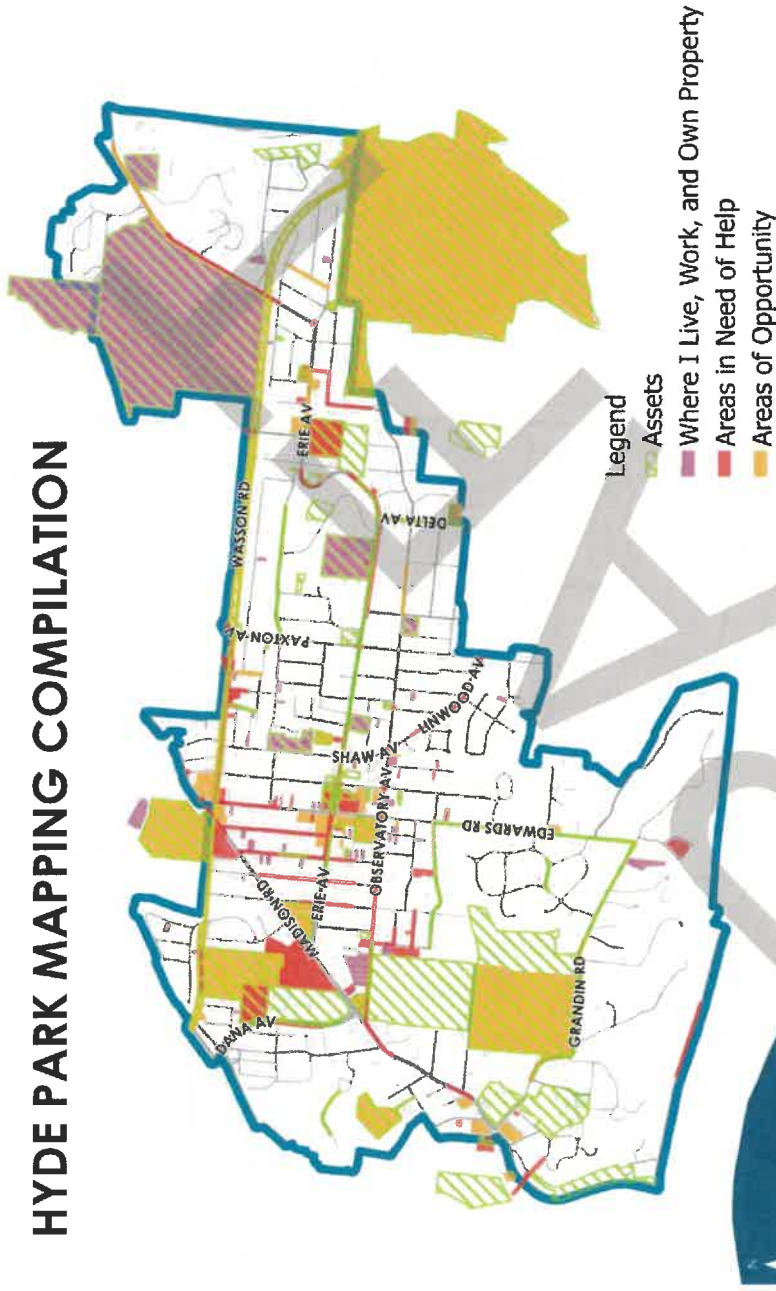 HYDE PARK MAPPING COMPILATION
WASSON RD
ERIE AV
DELTA AV
PAXTON AV
SHAW AV
LINWOOD AV
OBSERVATORY AV
EDWARDS RD
MADISON RD
ERIE AV
DANA AV
GRANDIN RD
Legend
Assets
Where I Live, Work, and Own Property
Areas in Need of Help
Areas of Opportunity